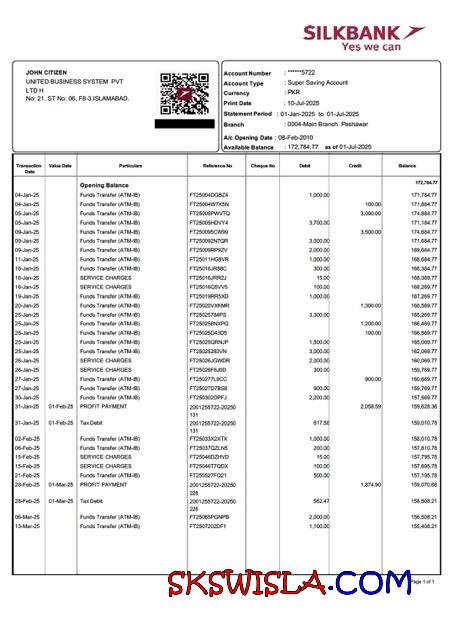 SILKBANK
Yes we can
JOHN CITIZEN
UNITED BUSINESS SYSTEM PVT
LTD H
No: 21, ST No: 06, F8-3 ISLAMABAD.
Account Number : ******5722
Account Type : Super Saving Account
Currency : PKR
Print Date : 10-Jul-2025
Statement Period : 01-Jan-2025 to 01-Jul-2025
Branch : 0004-Main Branch Peshawar
A/c Opening Date : 08-Feb-2010
Available Balance : 172,784.77 as of 01-Jul-2025
Transaction Date Value Date Particulars Reference No Cheque No Debit Credit Balance
Opening Balance 172,784.77
04-Jan-25 Funds Transfer (ATM-IB) FT25004DGBZ4 1,000.00 171,784.77
04-Jan-25 Funds Transfer (ATM-IB) FT25004W7K5N 100.00 171,884.77
05-Jan-25 Funds Transfer (ATM-IB) FT25005PWVTQ 3,000.00 174,884.77
05-Jan-25 Funds Transfer (ATM-IB) FT25005HDVY4 3,700.00 171,184.77
09-Jan-25 Funds Transfer (ATM-IB) FT250095CW99 3,500.00 174,684.77
09-Jan-25 Funds Transfer (ATM-IB) FT250092N7QR 3,000.00 171,684.77
09-Jan-25 Funds Transfer (ATM-IB) FT25009RP9ZV 2,000.00 169,684.77
11-Jan-25 Funds Transfer (ATM-IB) FT25011HG8VR 1,000.00 168,684.77
16-Jan-25 Funds Transfer (ATM-IB) FT25016JR88C 300.00 168,384.77
16-Jan-25 SERVICE CHARGES FT25016JRR2J 15.00 168,369.77
16-Jan-25 SERVICE CHARGES FT25016Q5VV5 100.00 168,269.77
19-Jan-25 Funds Transfer (ATM-IB) FT25019RR5XD 1,000.00 167,269.77
20-Jan-25 Funds Transfer (ATM-IB) FT25020VXKMR 1,300.00 168,569.77
25-Jan-25 Funds Transfer (ATM-IB) FT25025784PS 3,300.00 165,269.77
25-Jan-25 Funds Transfer (ATM-IB) FT25025BNXPQ 1,200.00 166,469.77
25-Jan-25 Funds Transfer (ATM-IB) FT25025D43D5 100.00 166,569.77
25-Jan-25 Funds Transfer (ATM-IB) FT25025QRNJP 1,500.00 165,069.77
25-Jan-25 Funds Transfer (ATM-IB) FT25025283VN 3,000.00 162,069.77
26-Jan-25 SERVICE CHARGES FT25026JGWDR 2,000.00 160,069.77
26-Jan-25 SERVICE CHARGES FT25026F6J0D 300.00 159,769.77
27-Jan-25 Funds Transfer (ATM-IB) FT250277L9CC 900.00 160,669.77
27-Jan-25 Funds Transfer (ATM-IB) FT25027D7BS8 900.00 159,769.77
30-Jan-25 Funds Transfer (ATM-IB) FT250302DPFJ 2,200.00 157,569.77
31-Jan-25 01-Feb-25 PROFIT PAYMENT 2001255722-20250 2,058.59 159,628.36
131
31-Jan-25 01-Feb-25 Tax Debit 2001255722-20250 617.58 159,010.78
131
02-Feb-25 Funds Transfer (ATM-IB) FT25033X2XTX 1,000.00 158,010.78
06-Feb-25 Funds Transfer (ATM-IB) FT25037QZLN5 200.00 157,810.78
15-Feb-25 SERVICE CHARGES FT25046DZHYD 15.00 157,795.78
15-Feb-25 SERVICE CHARGES FT25046T7QDX 100.00 157,695.78
21-Feb-25 Funds Transfer (ATM-IB) FT250527FQ21 500.00 157,195.78
28-Feb-25 01-Mar-25 PROFIT PAYMENT 2001255722-20250 1,874.90 159,070.68
228
28-Feb-25 01-Mar-25 Tax Debit 2001255722-20250 562.47 158,508.21
228
06-Mar-25 Funds Transfer (ATM-IB) FT25065PGNPB 2,000.00 156,508.21
13-Mar-25 Funds Transfer (ATM-IB) FT2507202DF1 1,100.00 155,408.21
Page 1 of 1
SKSWISLA.COM